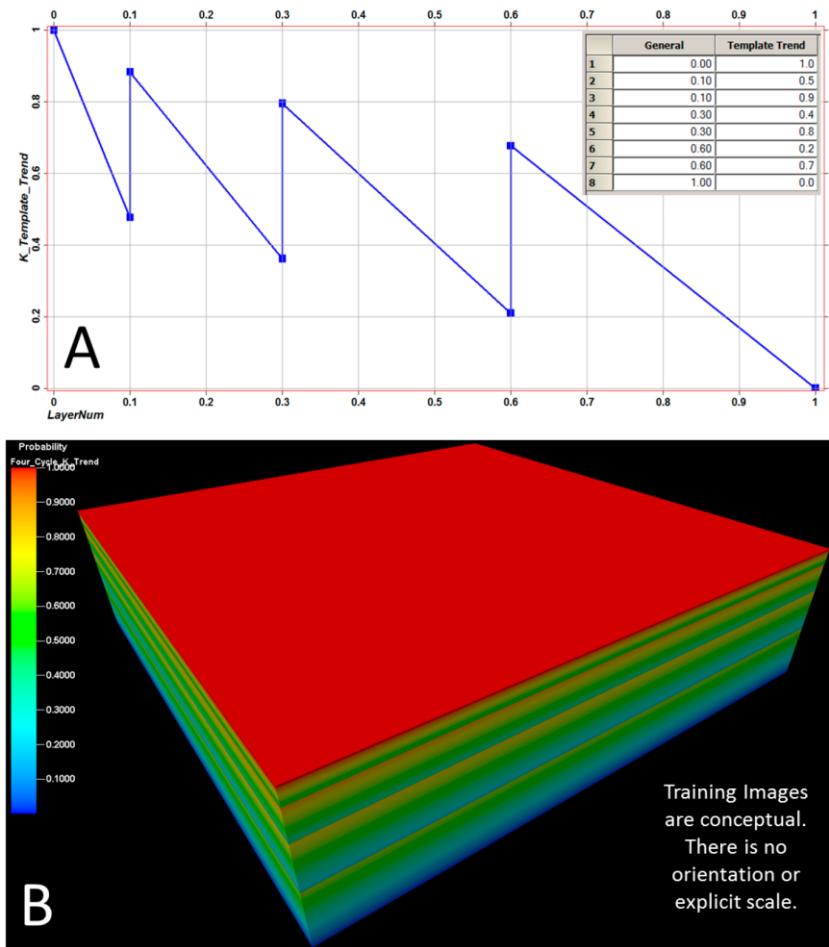 0 0.1 0.2 0.3 0.4 0.5 0.6 0.7 0.8 0.9 1
General Template Trend
1 0.00 1.0
2 0.10 0.5
3 0.10 0.9
4 0.30 0.4
5 0.30 0.8
6 0.60 0.2
7 0.60 0.7
8 1.00 0.0
K_Template_Trend
1
0.8
0.6
0.4
0.2
0
A
0 0.1 0.2 0.3 0.4 0.5 0.6 0.7 0.8 0.9 1
LayerNum
Probability
Four_Cycle_K_Trend
1.0000
0.9000
0.8000
0.7000
0.6000
0.5000
0.4000
0.3000
0.2000
0.1000
Training Images
are conceptual.
There is no
orientation or
explicit scale.
B